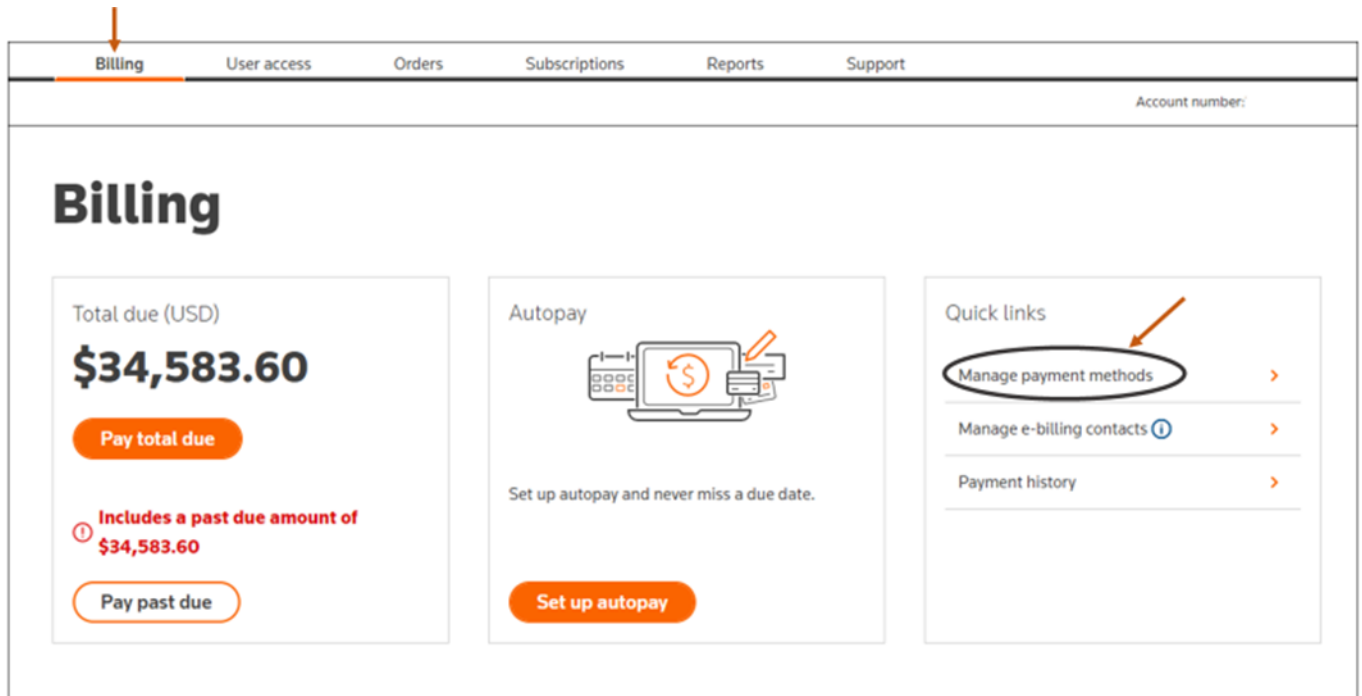 Billing User access Orders Subscriptions Reports Support
Account number:
Billing
Total due (USD)
$34,583.60
Pay total due
Includes a past due amount of
$34,583.60
Pay past due
Autopay
Set up autopay and never miss a due date.
Set up autopay
Quick links
Manage payment methods
Manage e-billing contacts
Payment history